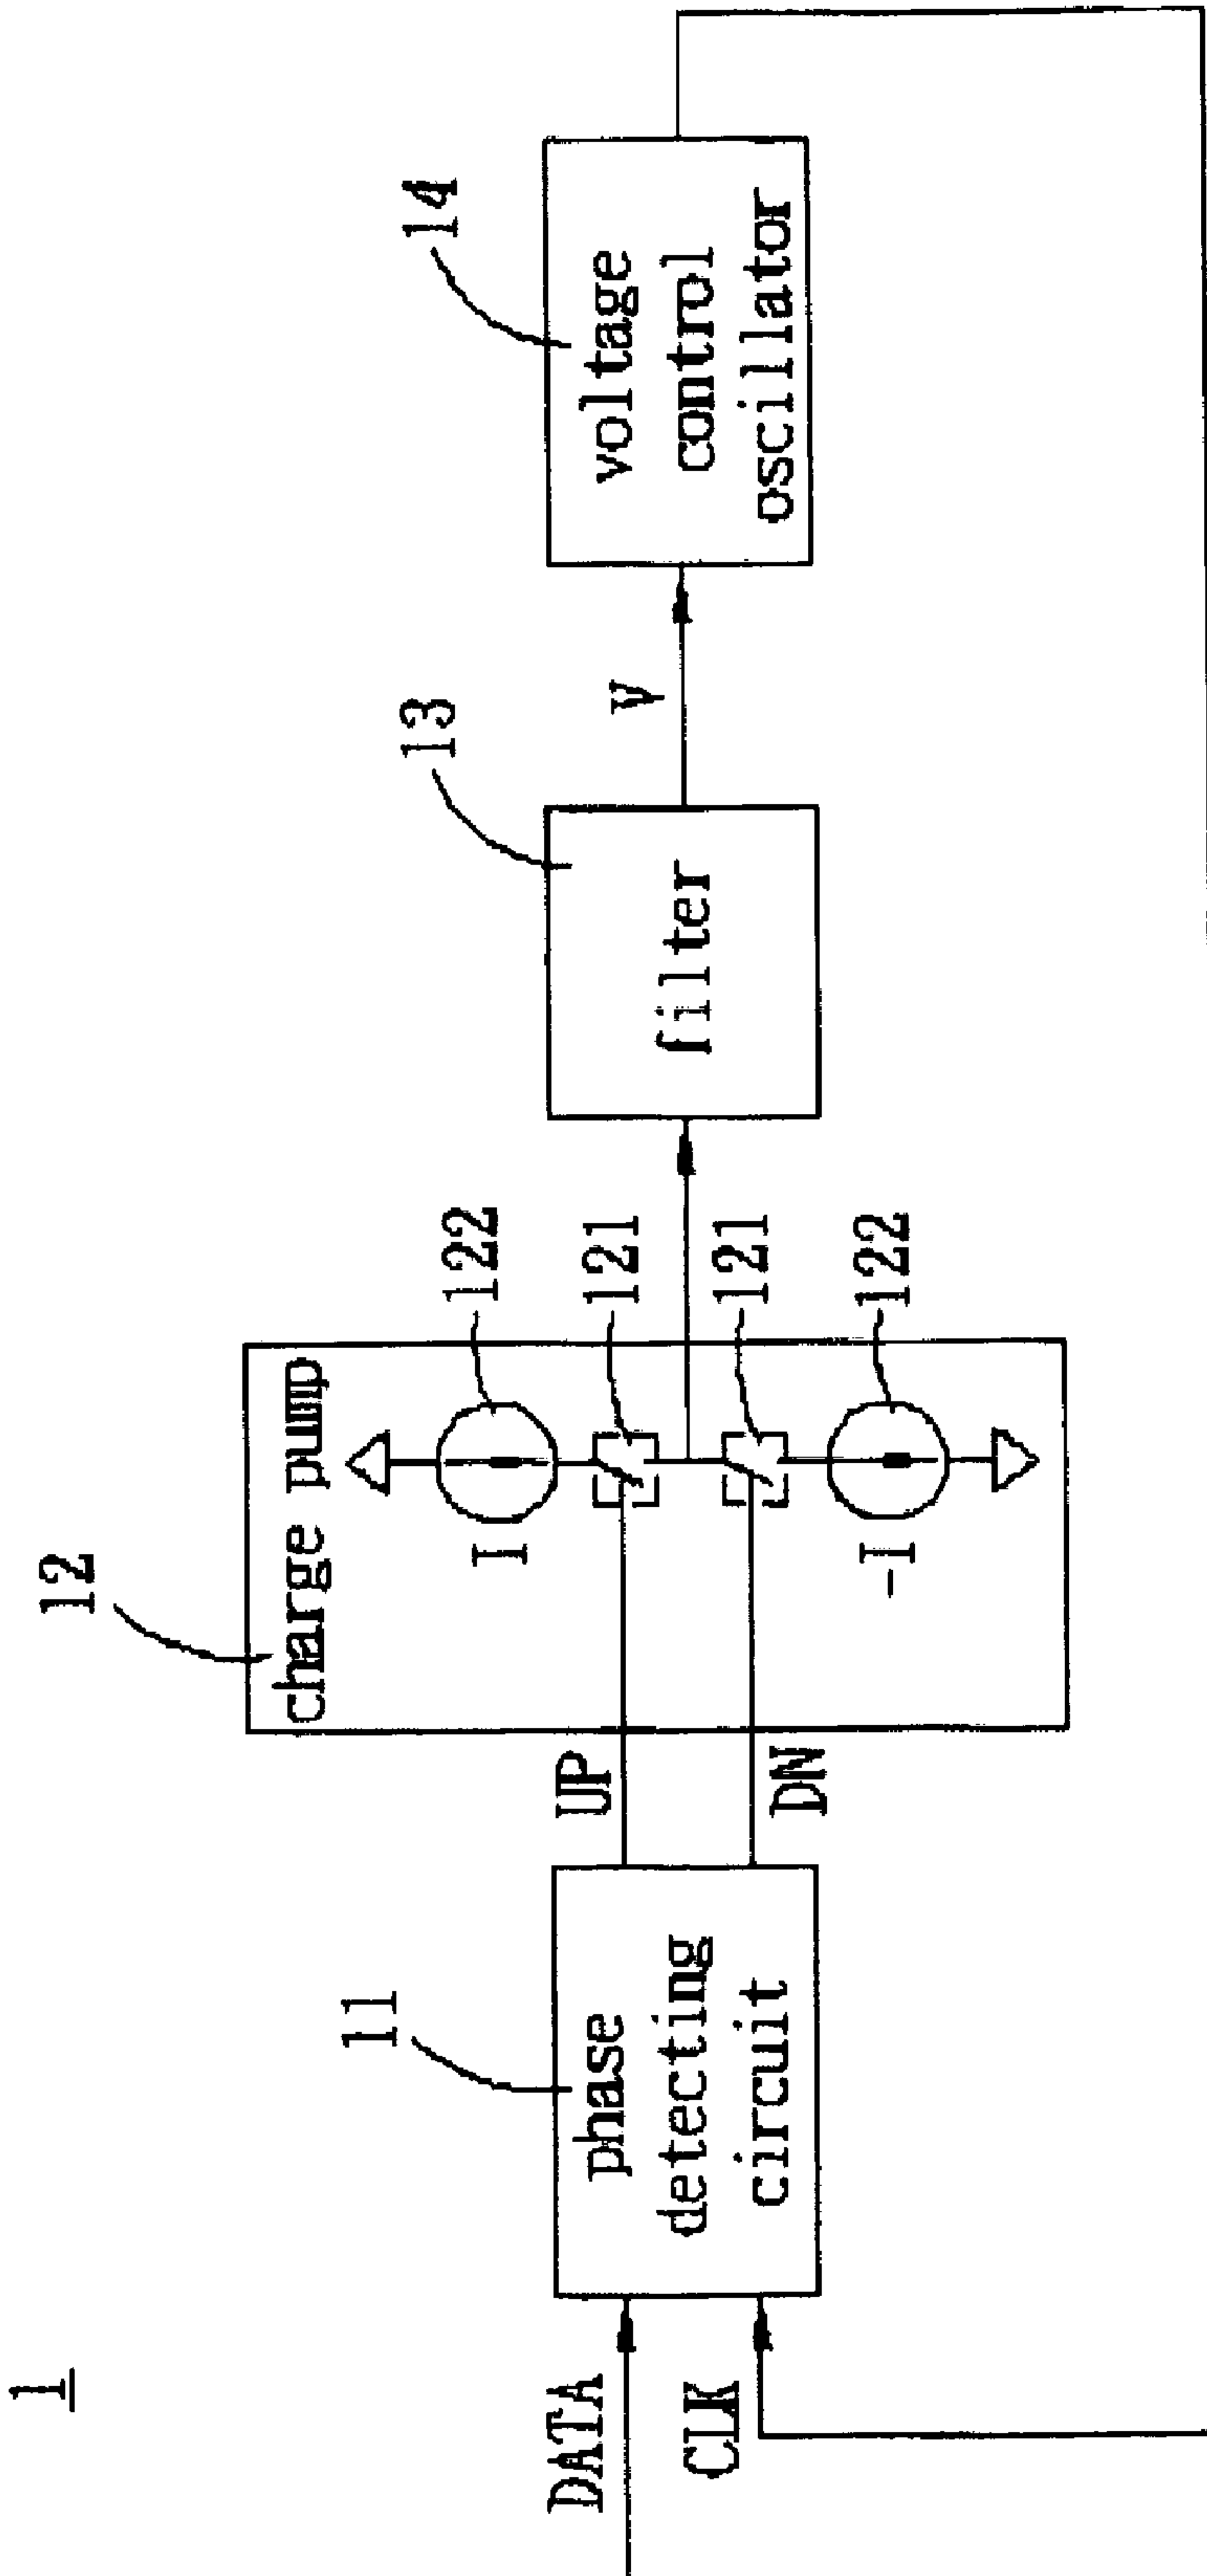 1
12
charge pump
14
13
11
122
I
UP
121
V
voltage
control
oscillator
filter
phase
detecting
circuit
DATA
CLK
DN
121
-I
122